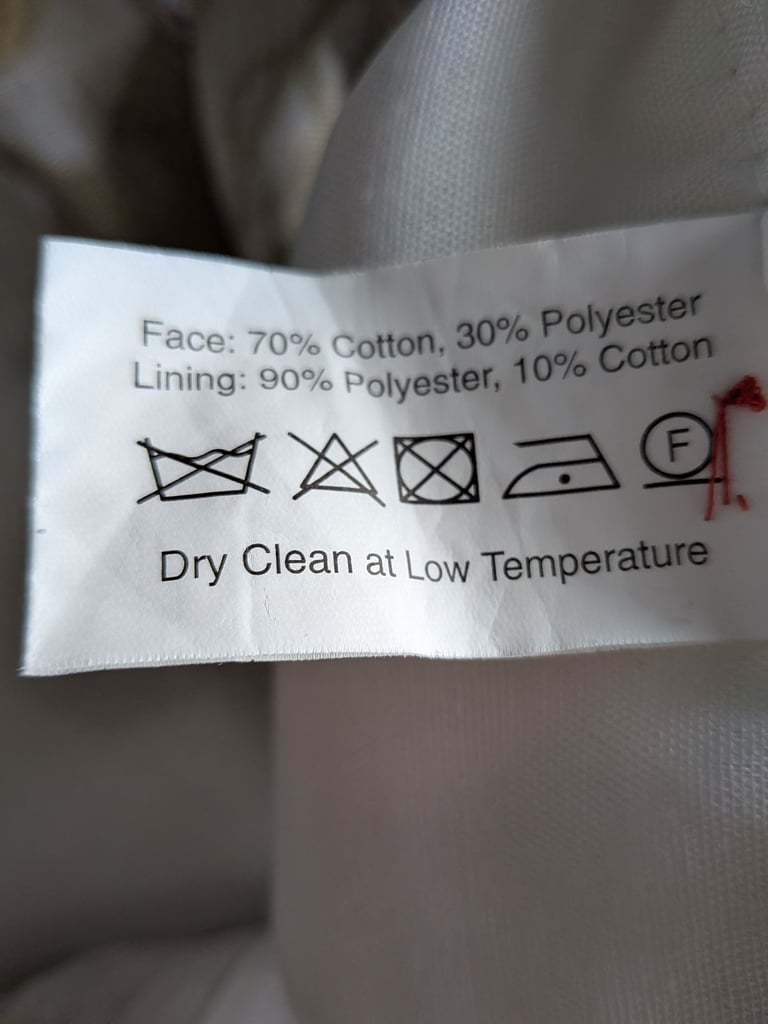 Face: 70% Cotton, 30% Polyester
Lining: 90% Polyester, 10% Cotton
F
Dry Clean at Low Temperature